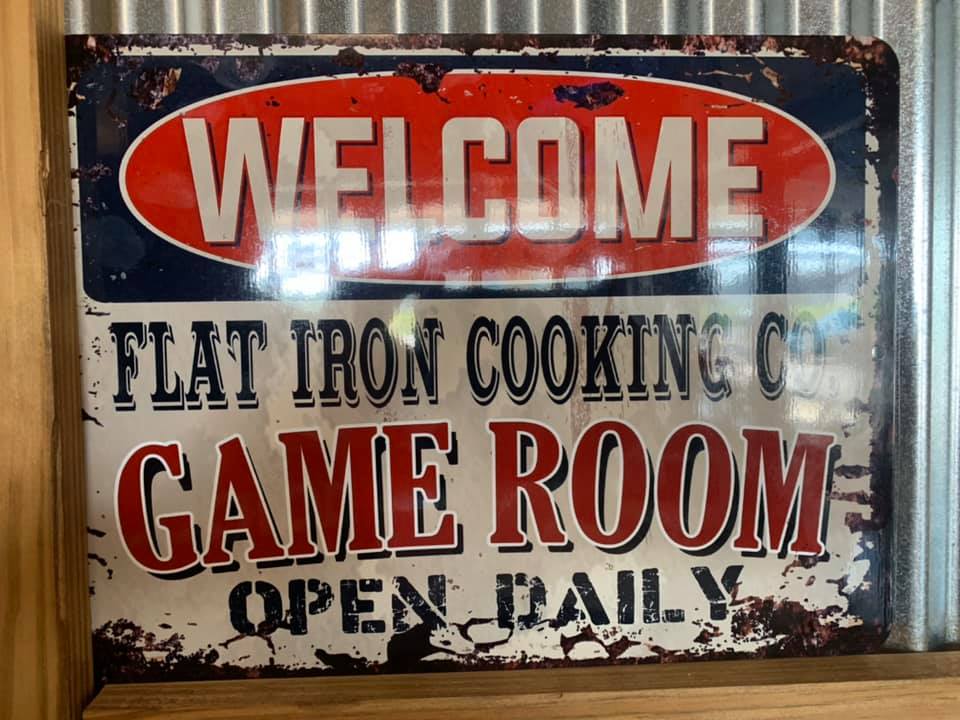 WELCOME
FLAT IRON COOKING CO
GAME ROOM
OPEN DAILY